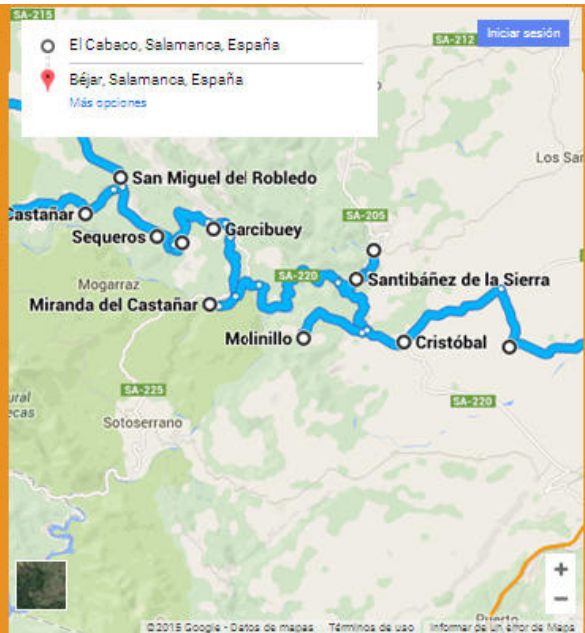 SA-215
El Cabaco, Salamanca, España
SA-212
Iniciar sesión
Béjar, Salamanca, España
Más opciones
Los San
San Miguel del Robledo
Castañar
SA-205
Sequeros
Garcibuey
Mogarraz
SA-220
Santibáñez de la Sierra
Miranda del Castañar
Molinillo
Cristóbal
SA-225
SA-220
ural
ecas
Sotoserrano
+
−
Puerto
©2015 Google - Datos de mapas Términos de uso Informar de un error de Maps